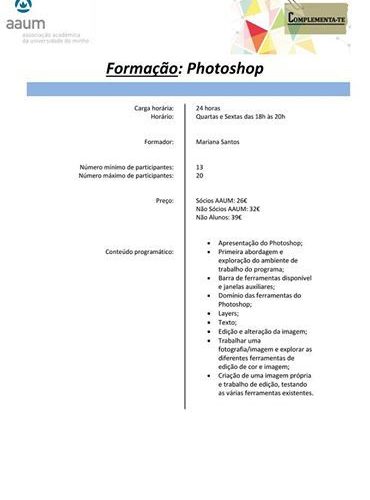 aaum
associação académica
da universidade do minho
COMPLEMENTA-TE
Formação: Photoshop
Carga horária: 24 horas
Horário: Quartas e Sextas das 18h às 20h
Formador: Mariana Santos
Número mínimo de participantes: 13
Número máximo de participantes: 20
Preço: Sócios AAUM: 26€
Não Sócios AAUM: 32€
Não Alunos: 39€
Conteúdo programático:
• Apresentação do Photoshop;
• Primeira abordagem e
exploração do ambiente de
trabalho do programa;
• Barra de ferramentas disponível
e janelas auxiliares;
• Domínio das ferramentas do
Photoshop;
• Layers;
• Texto;
• Edição e alteração da imagem;
• Trabalhar uma
fotografia/imagem e explorar as
diferentes ferramentas de
edição de cor e imagem;
• Criação de uma imagem própria
e trabalho de edição, testando
as várias ferramentas existentes.